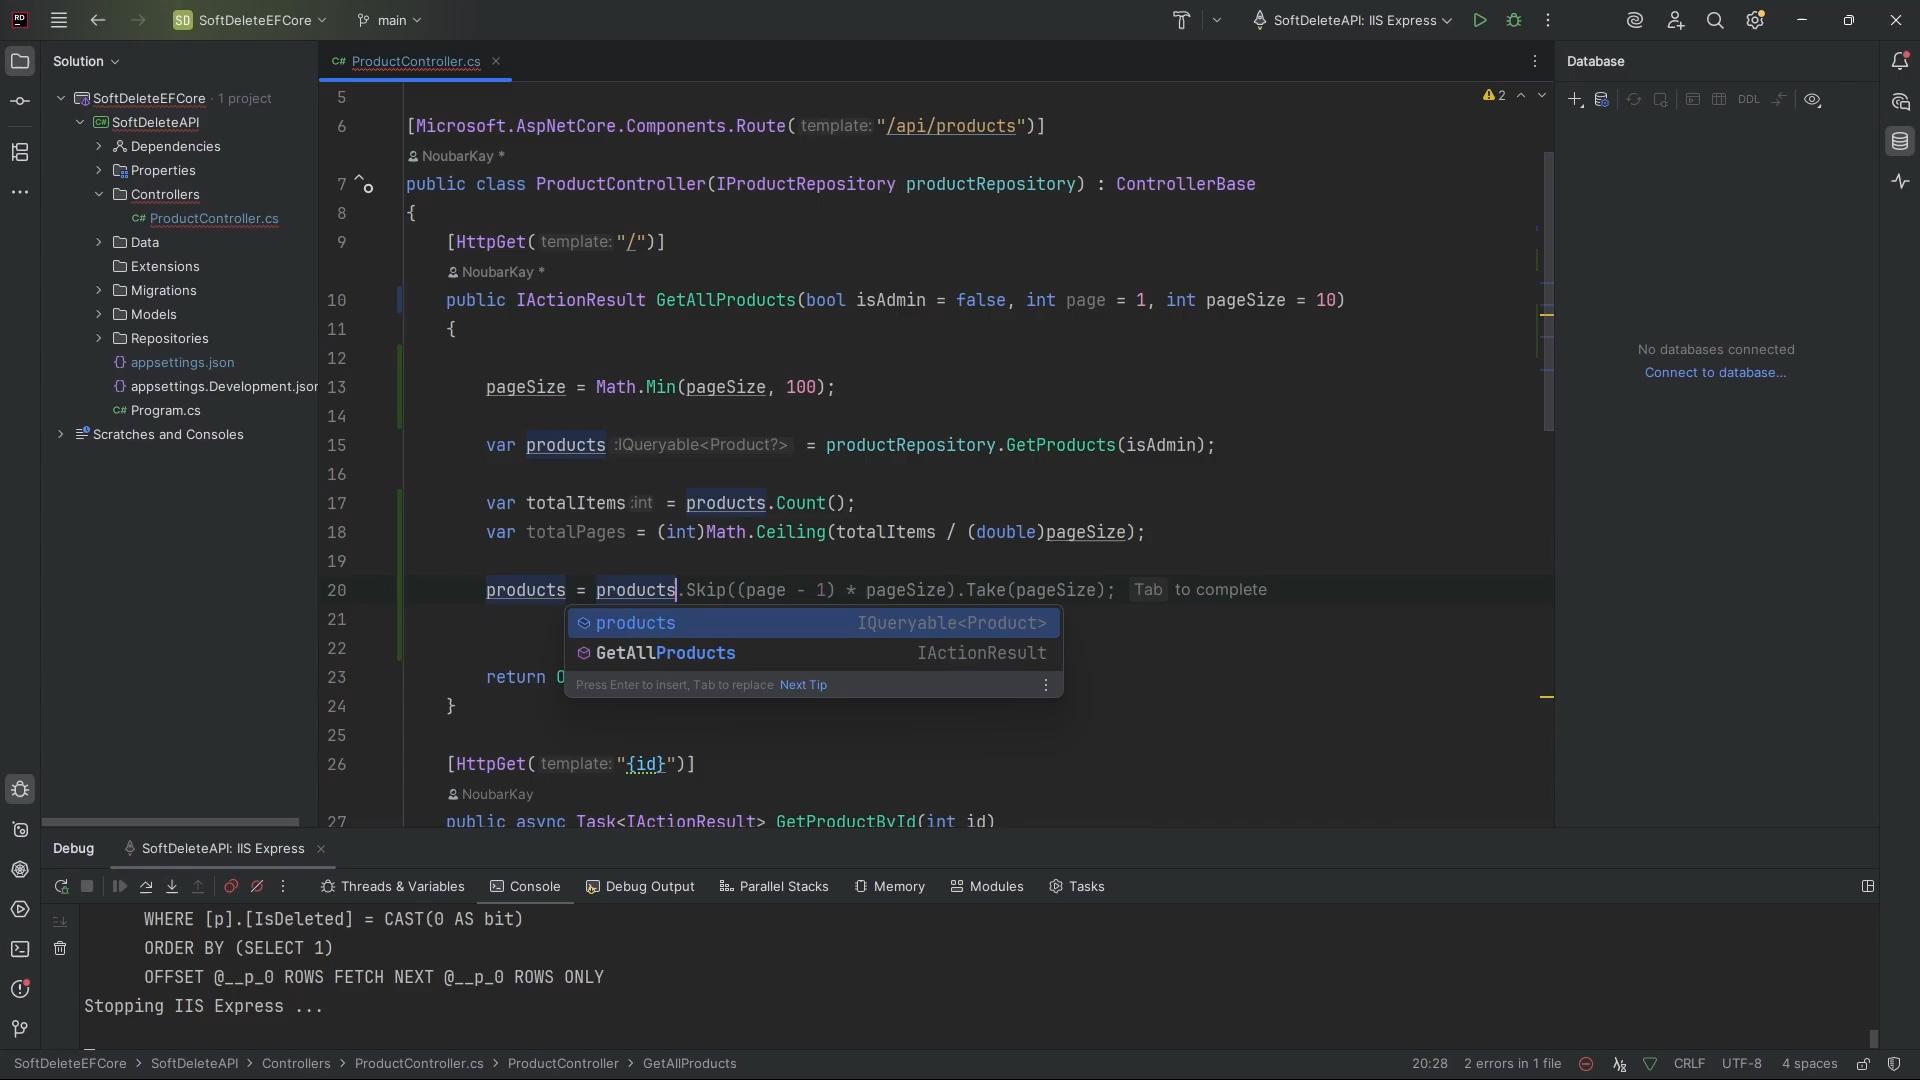 RD
SD SoftDeleteEFCore
main
SoftDeleteAPI: IIS Express
Solution
SoftDeleteEFCore · 1 project
C# SoftDeleteAPI
Dependencies
Properties
Controllers
C# ProductController.cs
Data
Extensions
Migrations
Models
Repositories
{} appsettings.json
{} appsettings.Development.json
C# Program.cs
Scratches and Consoles
C# ProductController.cs
2
5
6 [Microsoft.AspNetCore.Components.Route( template: "/api/products")]
NoubarKay *
7 public class ProductController(IProductRepository productRepository) : ControllerBase
8 {
9 [HttpGet( template: "/")]
NoubarKay *
10 public IActionResult GetAllProducts(bool isAdmin = false, int page = 1, int pageSize = 10)
11 {
12
13 pageSize = Math.Min(pageSize, 100);
14
15 var products :IQueryable<Product?> = productRepository.GetProducts(isAdmin);
16
17 var totalItems :int = products.Count();
18 var totalPages = (int)Math.Ceiling(totalItems / (double)pageSize);
19
20 products = products.Skip((page - 1) * pageSize).Take(pageSize); Tab to complete
21 products IQueryable<Product>
22 GetAllProducts IActionResult
23 return O
Press Enter to insert, Tab to replace Next Tip
24 }
25
26 [HttpGet( template: "{id}")]
NoubarKay
27 public async Task<IActionResult> GetProductById(int id)
Database
DDL
No databases connected
Connect to database...
Debug SoftDeleteAPI: IIS Express
Threads & Variables Console Debug Output Parallel Stacks Memory Modules Tasks
WHERE [p].[IsDeleted] = CAST(0 AS bit)
ORDER BY (SELECT 1)
OFFSET @__p_0 ROWS FETCH NEXT @__p_0 ROWS ONLY
Stopping IIS Express ...
SoftDeleteEFCore > SoftDeleteAPI > Controllers > ProductController.cs > ProductController > GetAllProducts
20:28 2 errors in 1 file CRLF UTF-8 4 spaces